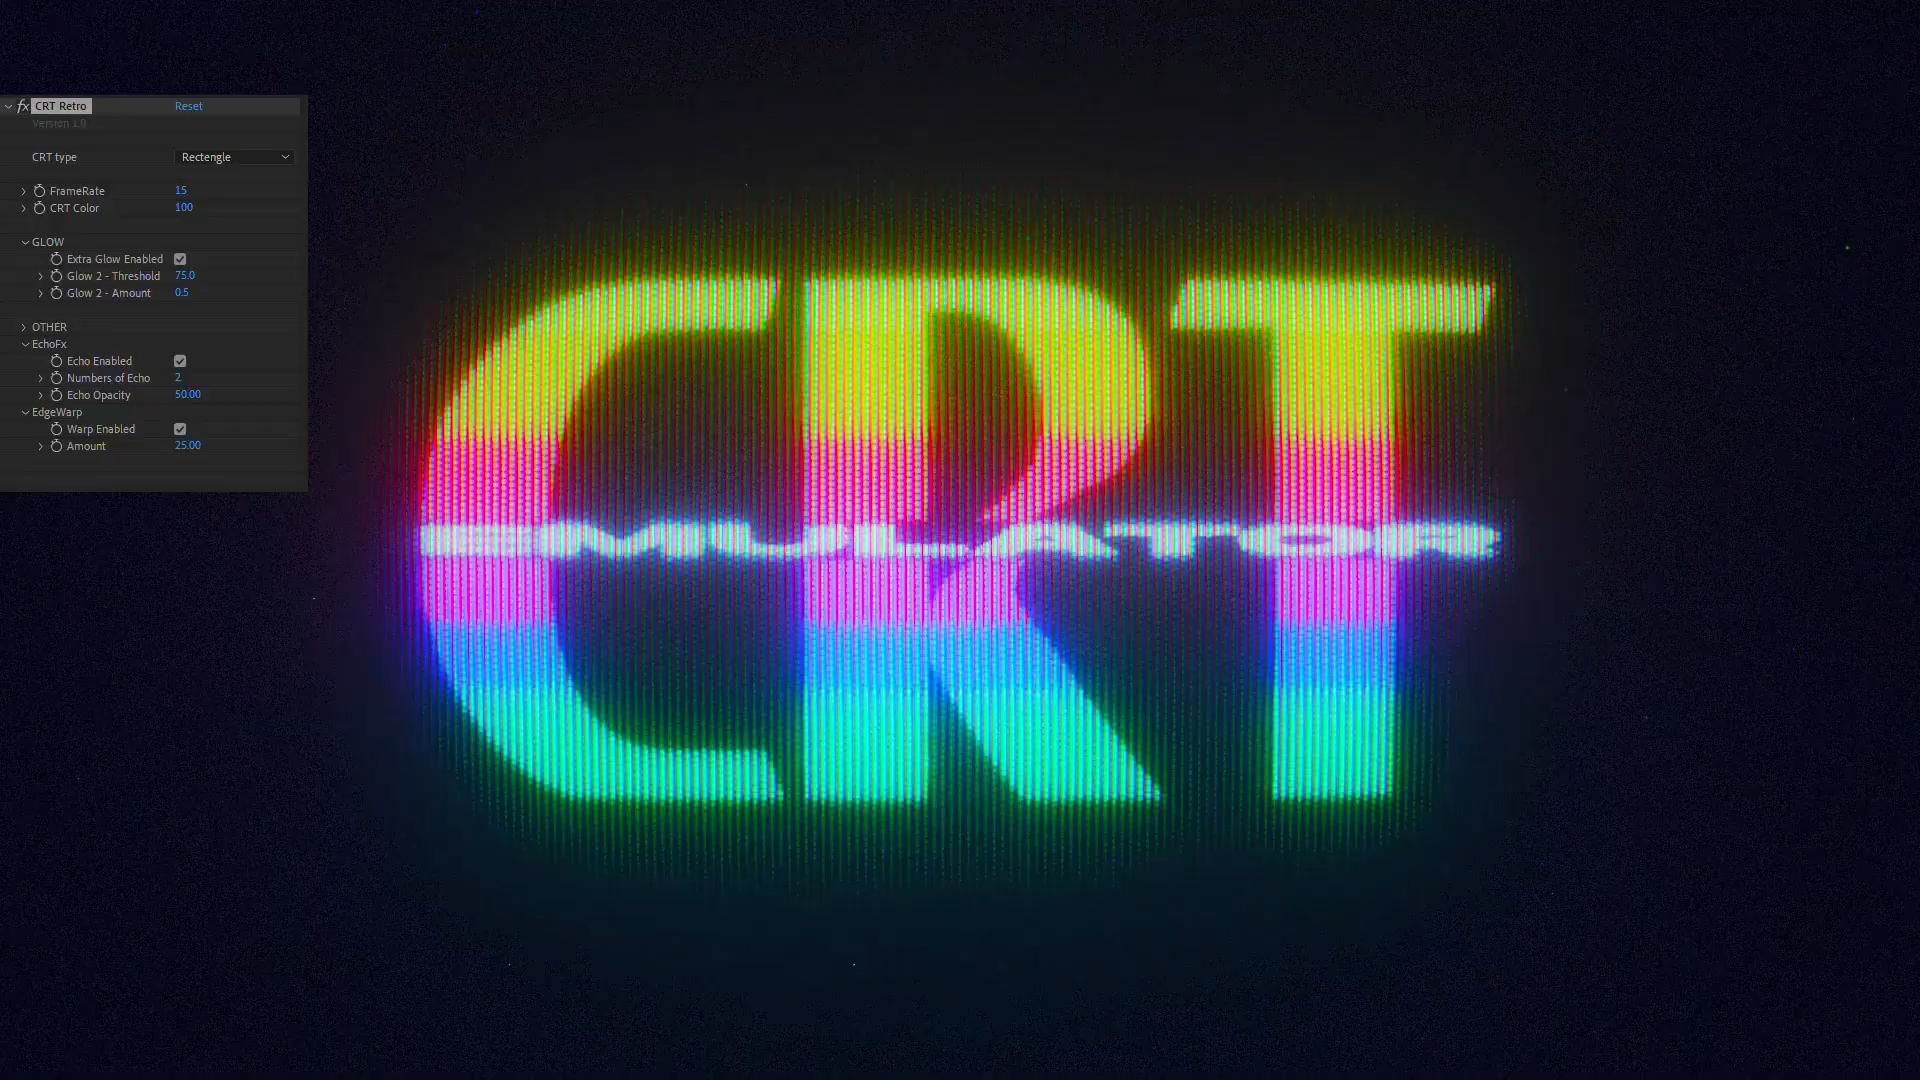 fx CRT Retro Reset
Version 1.0
CRT type Rectengle
FrameRate 15
CRT Color 100
GLOW
Extra Glow Enabled
Glow 2 - Threshold 75.0
Glow 2 - Amount 0.5
OTHER
EchoFx
Echo Enabled
Numbers of Echo 2
Echo Opacity 50.00
EdgeWarp
Warp Enabled
Amount 25.00
CRT
EMULATOR